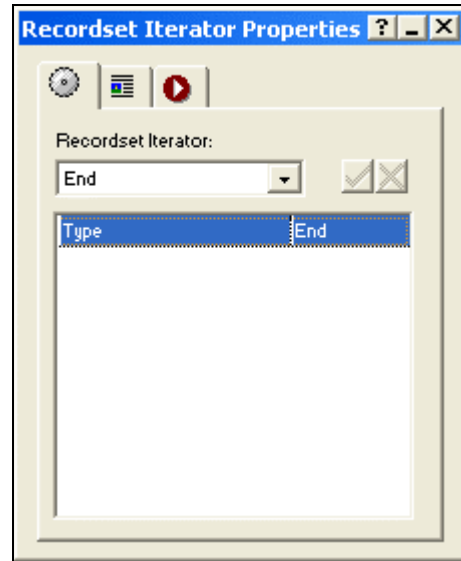 Recordset Iterator Properties ?
Recordset Iterator:
End
Type End